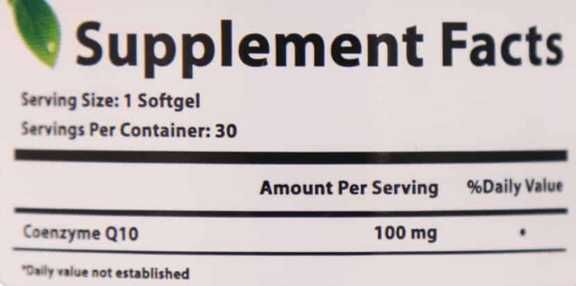 Supplement Facts
Serving Size: 1 Softgel
Servings Per Container: 30
Amount Per Serving %Daily Value
Coenzyme Q10 100 mg *
*Daily value not established